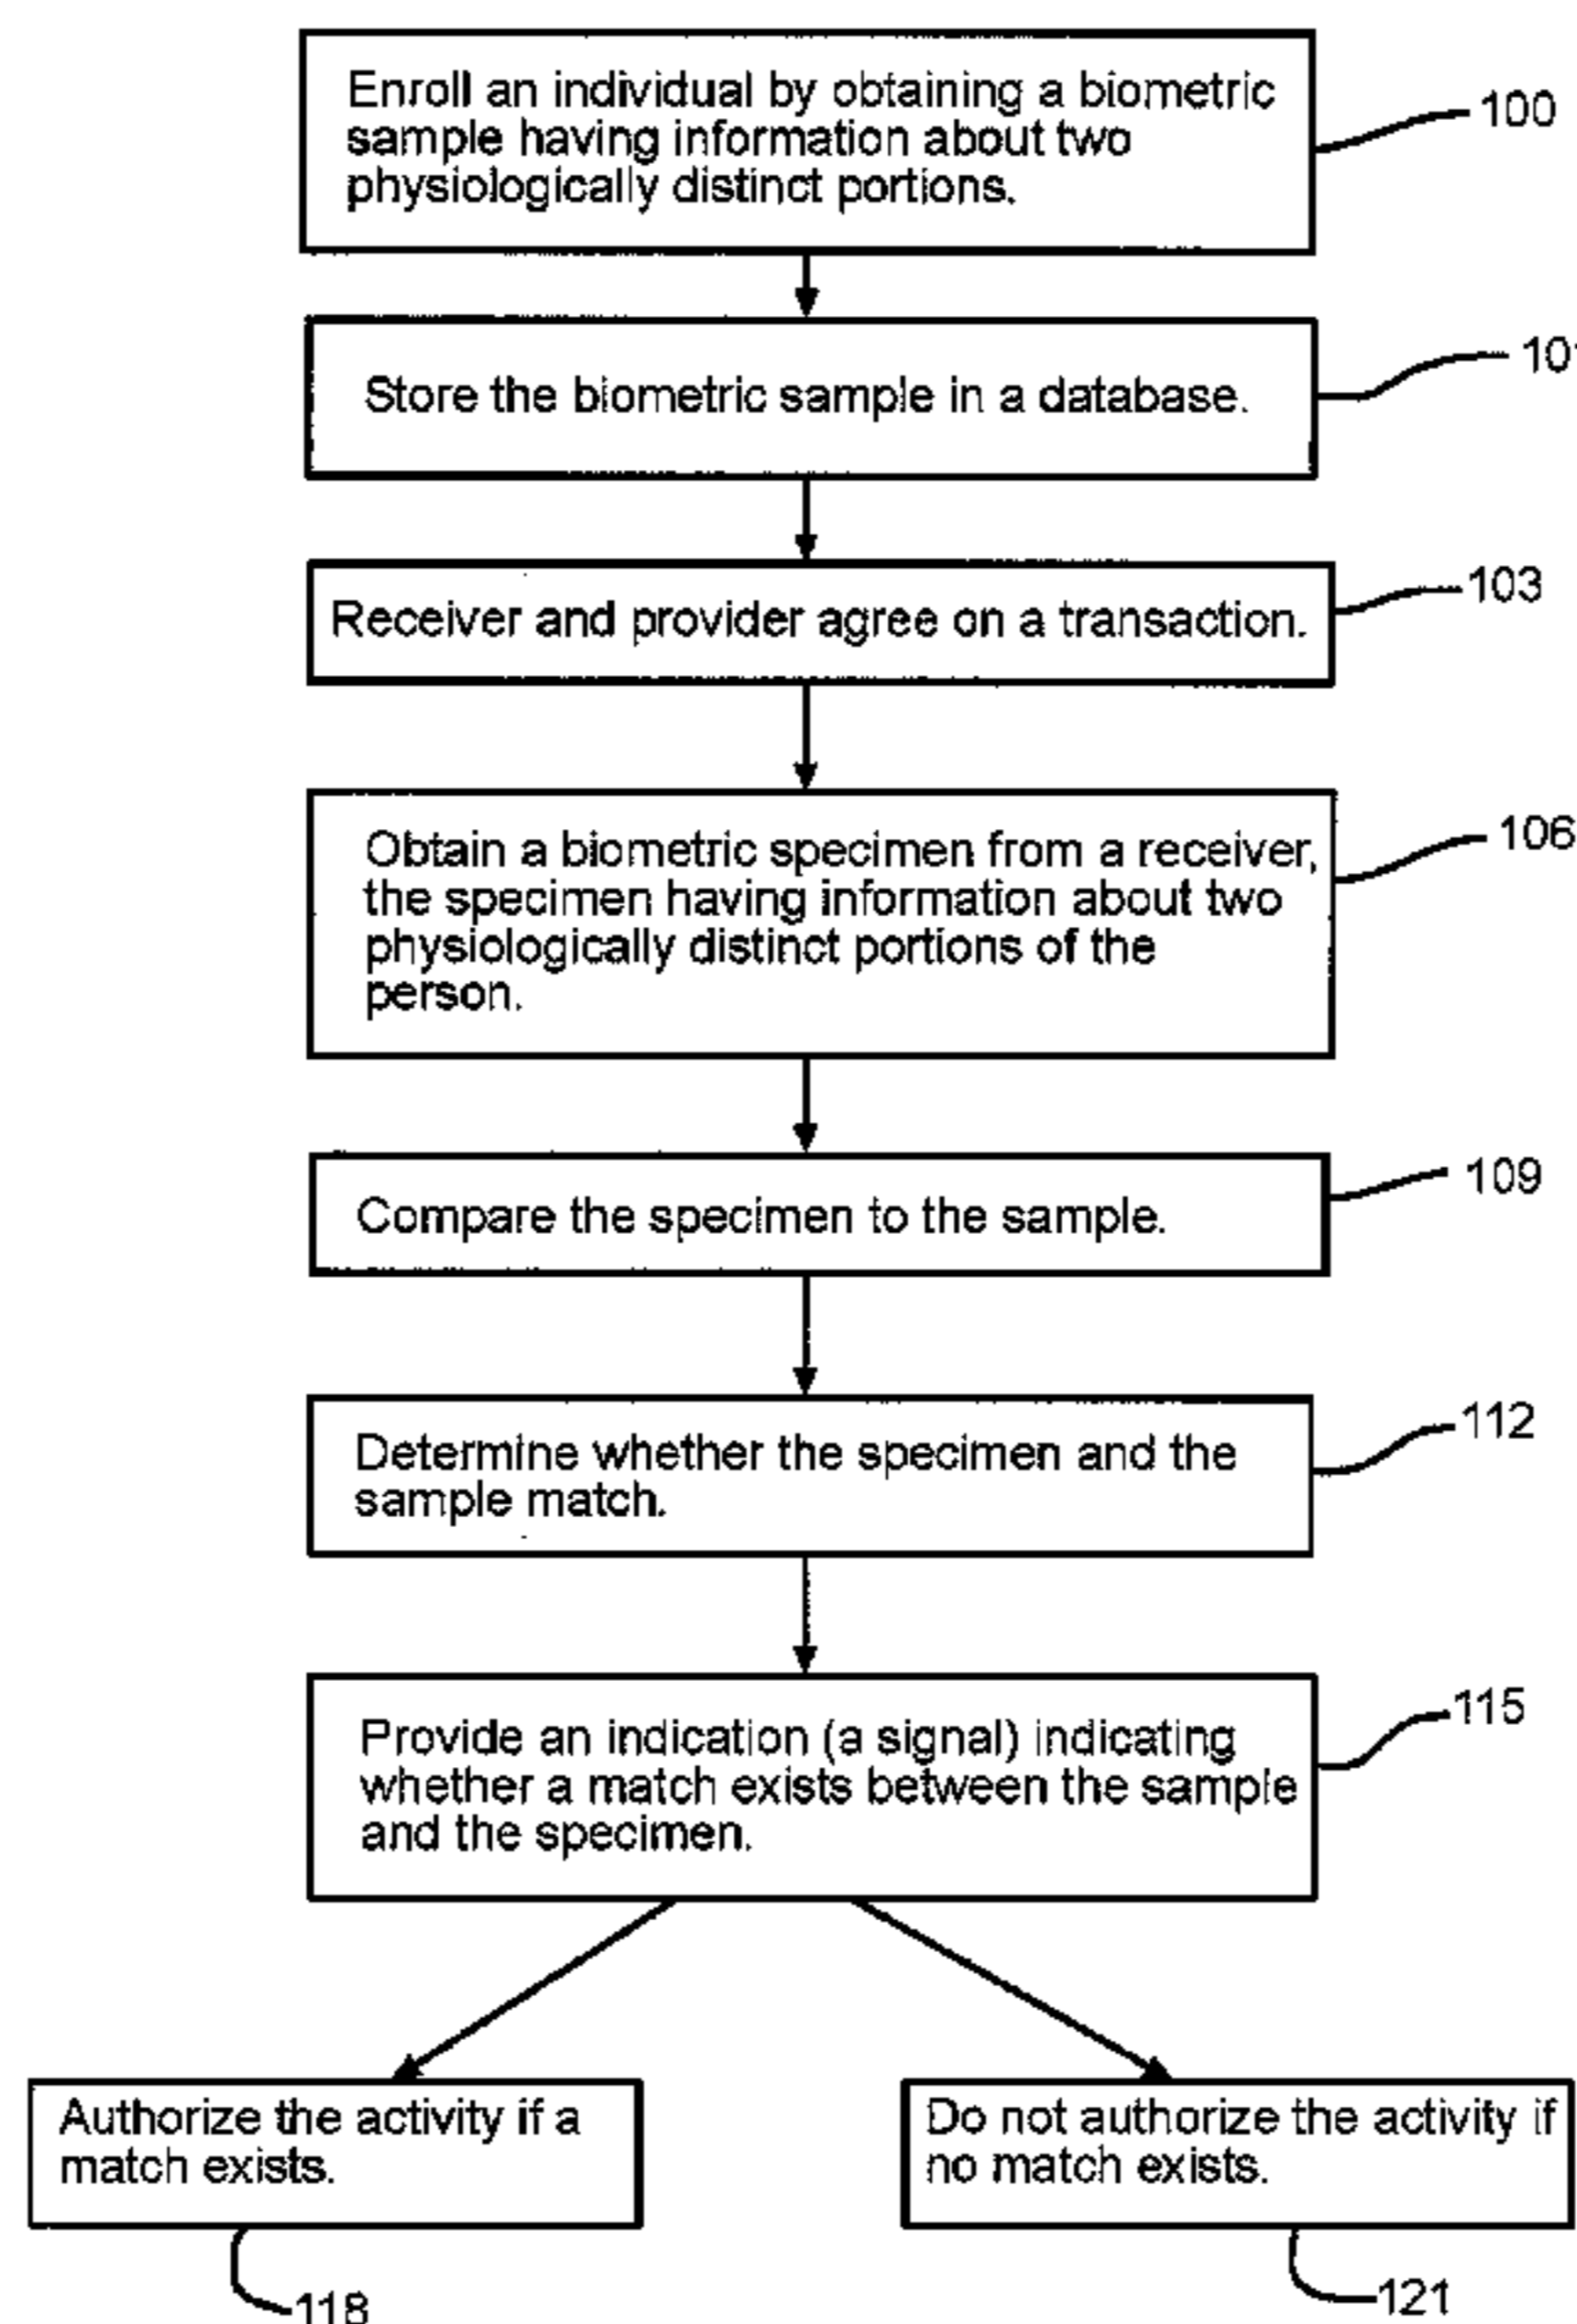 Enroll an individual by obtaining a biometric
sample having information about two
physiologically distinct portions.
100
Store the biometric sample in a database.
101
Receiver and provider agree on a transaction.
103
Obtain a biometric specimen from a receiver,
the specimen having information about two
physiologically distinct portions of the
person.
106
Compare the specimen to the sample.
109
Determine whether the specimen and the
sample match.
112
Provide an indication (a signal) indicating
whether a match exists between the sample
and the specimen.
115
Authorize the activity if a
match exists.
118
Do not authorize the activity if
no match exists.
121